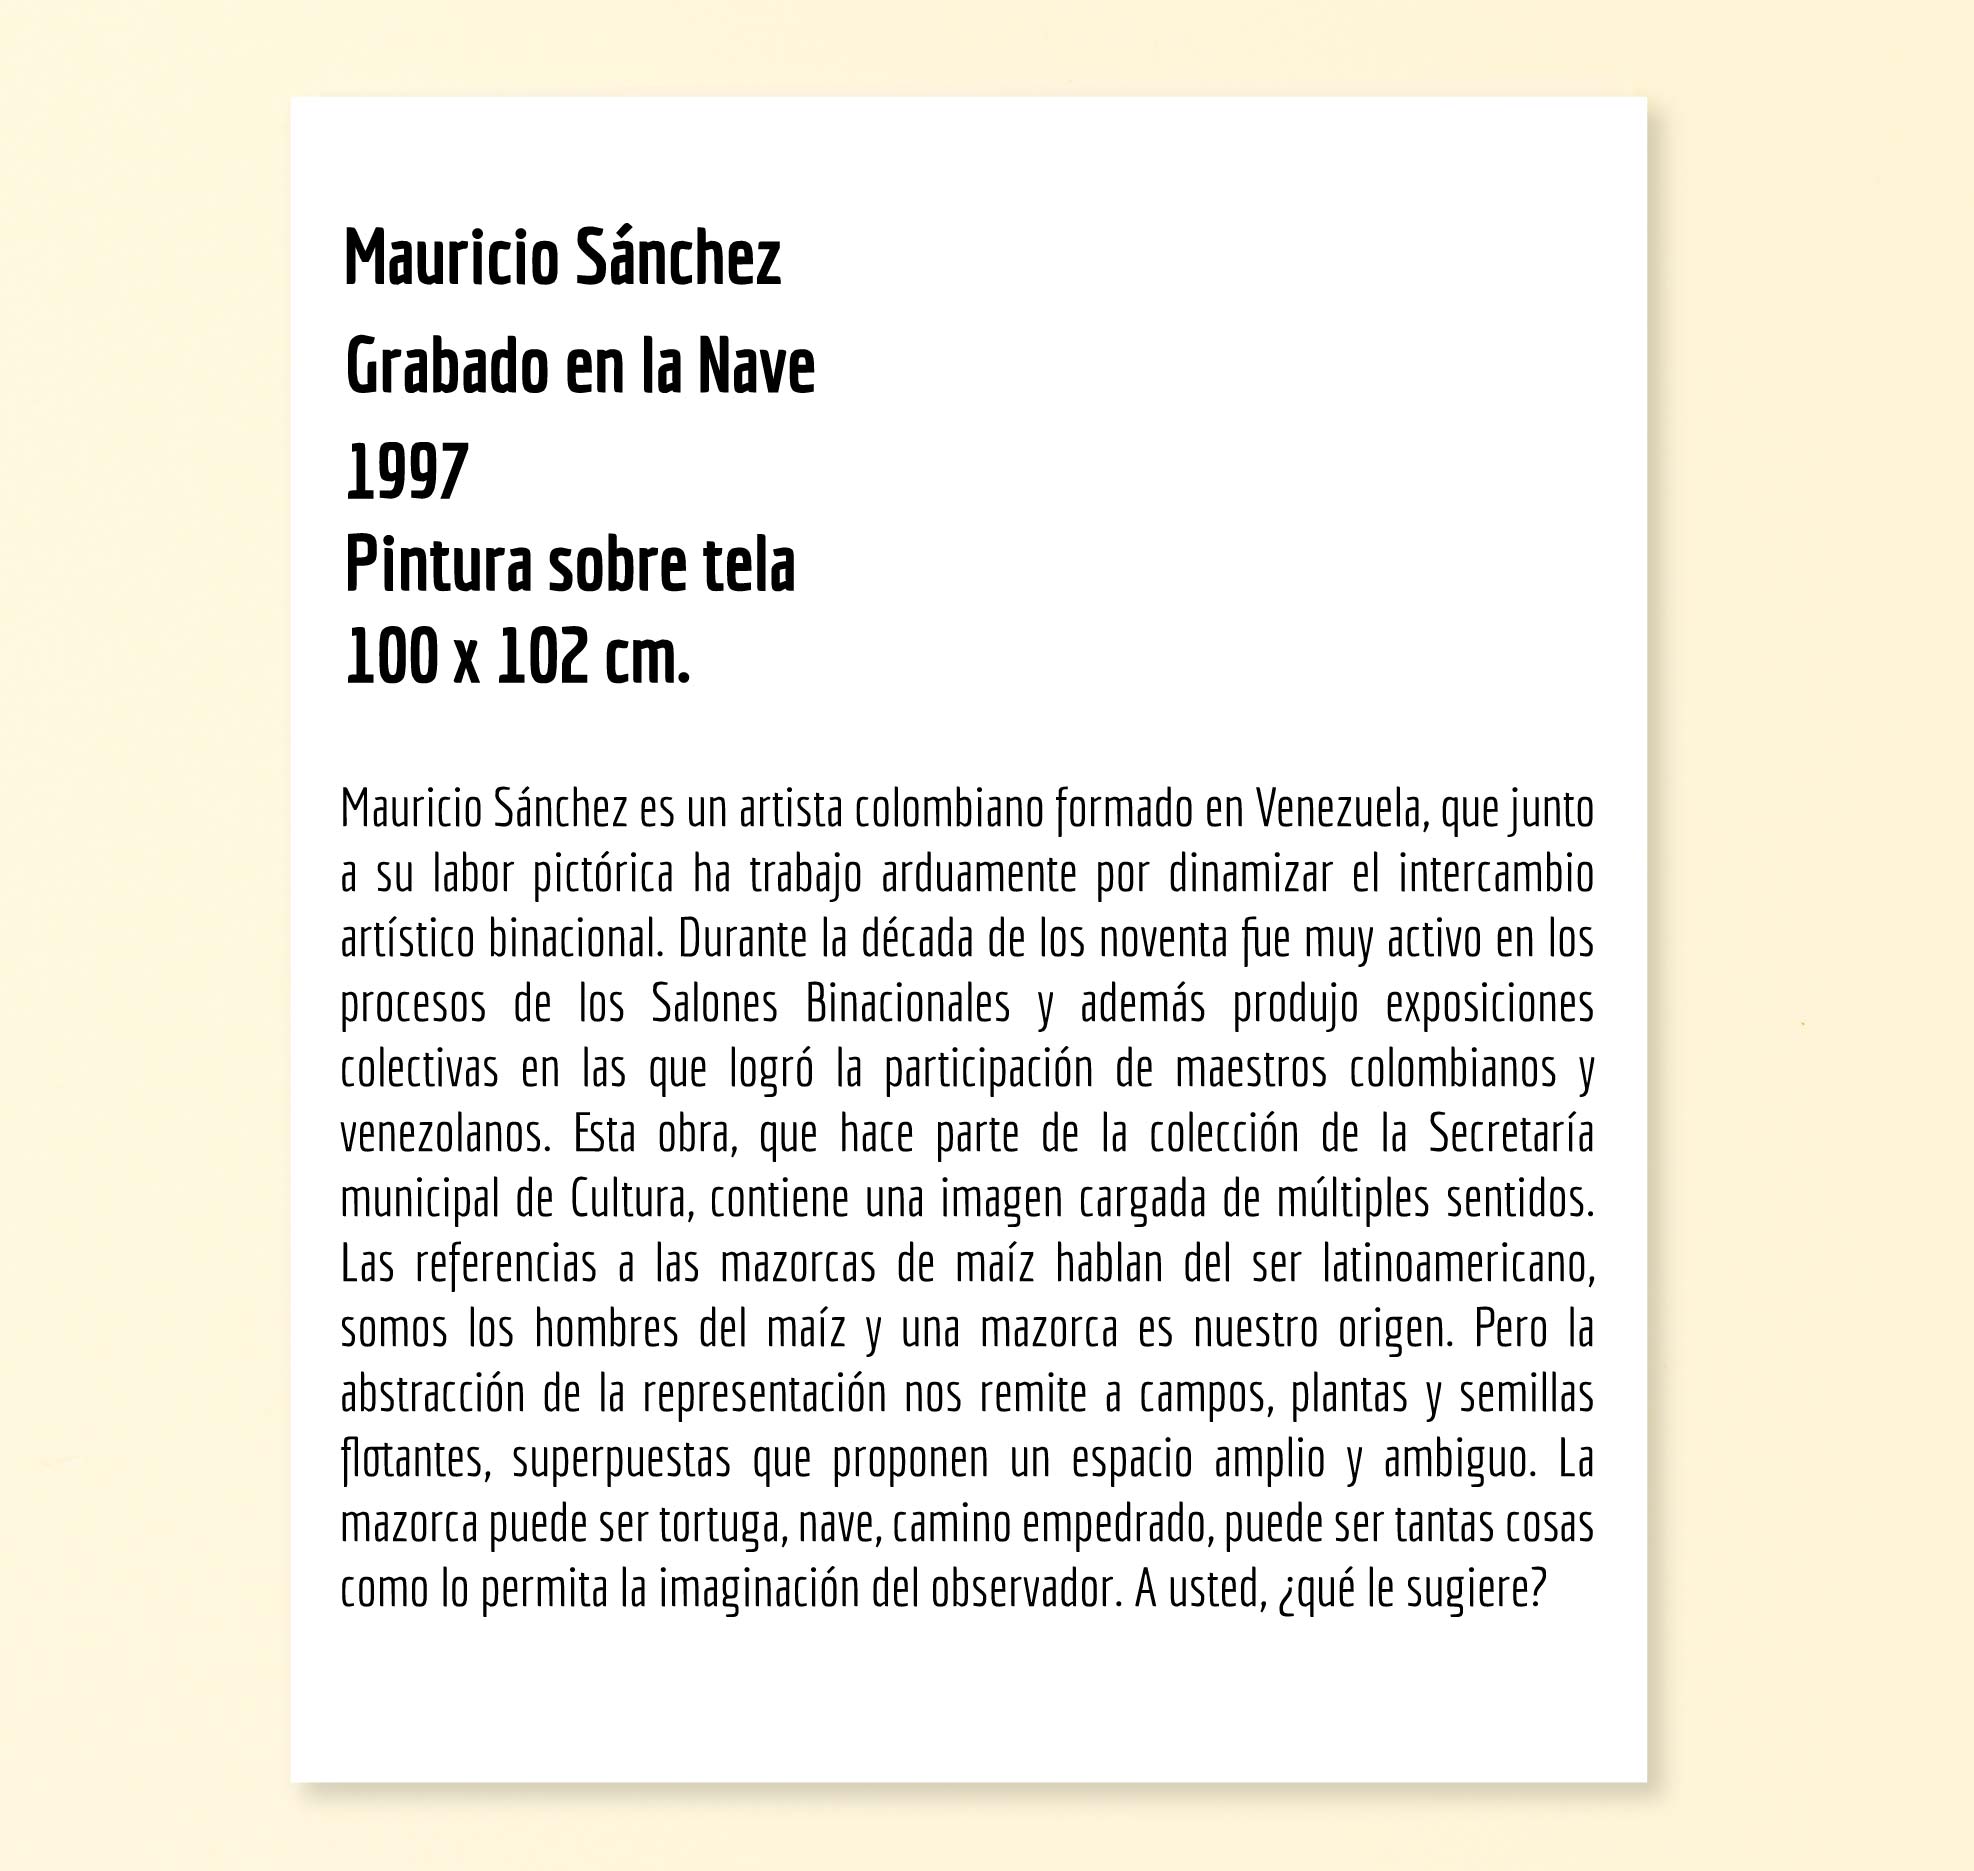 Mauricio Sánchez
Grabado en la Nave
1997
Pintura sobre tela
100 x 102 cm.
Mauricio Sánchez es un artista colombiano formado en Venezuela, que junto
a su labor pictórica ha trabajo arduamente por dinamizar el intercambio
artístico binacional. Durante la década de los noventa fue muy activo en los
procesos de los Salones Binacionales y además produjo exposiciones
colectivas en las que logró la participación de maestros colombianos y
venezolanos. Esta obra, que hace parte de la colección de la Secretaría
municipal de Cultura, contiene una imagen cargada de múltiples sentidos.
Las referencias a las mazorcas de maíz hablan del ser latinoamericano,
somos los hombres del maíz y una mazorca es nuestro origen. Pero la
abstracción de la representación nos remite a campos, plantas y semillas
flotantes, superpuestas que proponen un espacio amplio y ambiguo. La
mazorca puede ser tortuga, nave, camino empedrado, puede ser tantas cosas
como lo permita la imaginación del observador. A usted, ¿qué le sugiere?